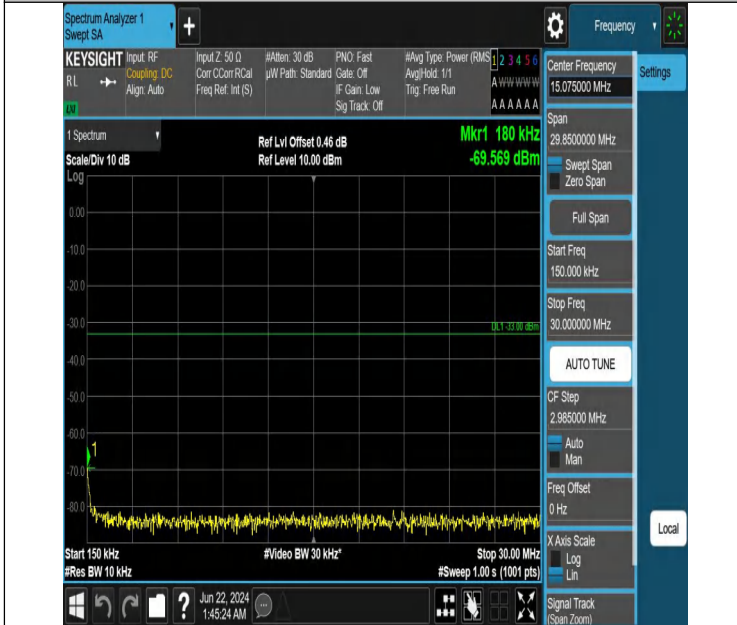 Spectrum Analyzer 1
Swept SA
+
Frequency
KEYSIGHT
RL
Input: RF
Coupling: DC
Align: Auto
Input Z: 50 Ω
Corr CCorr RCal
Freq Ref: Int (S)
#Atten: 30 dB
µW Path: Standard
PNO: Fast
Gate: Off
IF Gain: Low
Sig Track: Off
#Avg Type: Power (RMS
Avg|Hold: 1/1
Trig: Free Run
1 2 3 4 5 6
A W W W W W
A A A A A A
1 Spectrum
Scale/Div 10 dB
Ref Lvl Offset 0.46 dB
Ref Level 10.00 dBm
Mkr1 180 kHz
-69.569 dBm
Log
0.00
-10.0
-20.0
-30.0
DL1 -33.00 dBm
-40.0
-50.0
-60.0
1
-70.0
-80.0
Start 150 kHz
#Video BW 30 kHz*
Stop 30.00 MHz
#Res BW 10 kHz
#Sweep 1.00 s (1001 pts)
?
Jun 22, 2024
1:45:24 AM
Center Frequency
15.075000 MHz
Settings
Span
29.8500000 MHz
Swept Span
Zero Span
Full Span
Start Freq
150.000 kHz
Stop Freq
30.000000 MHz
AUTO TUNE
CF Step
2.985000 MHz
Auto
Man
Freq Offset
0 Hz
X Axis Scale
Log
Lin
Local
Signal Track
(Span Zoom)